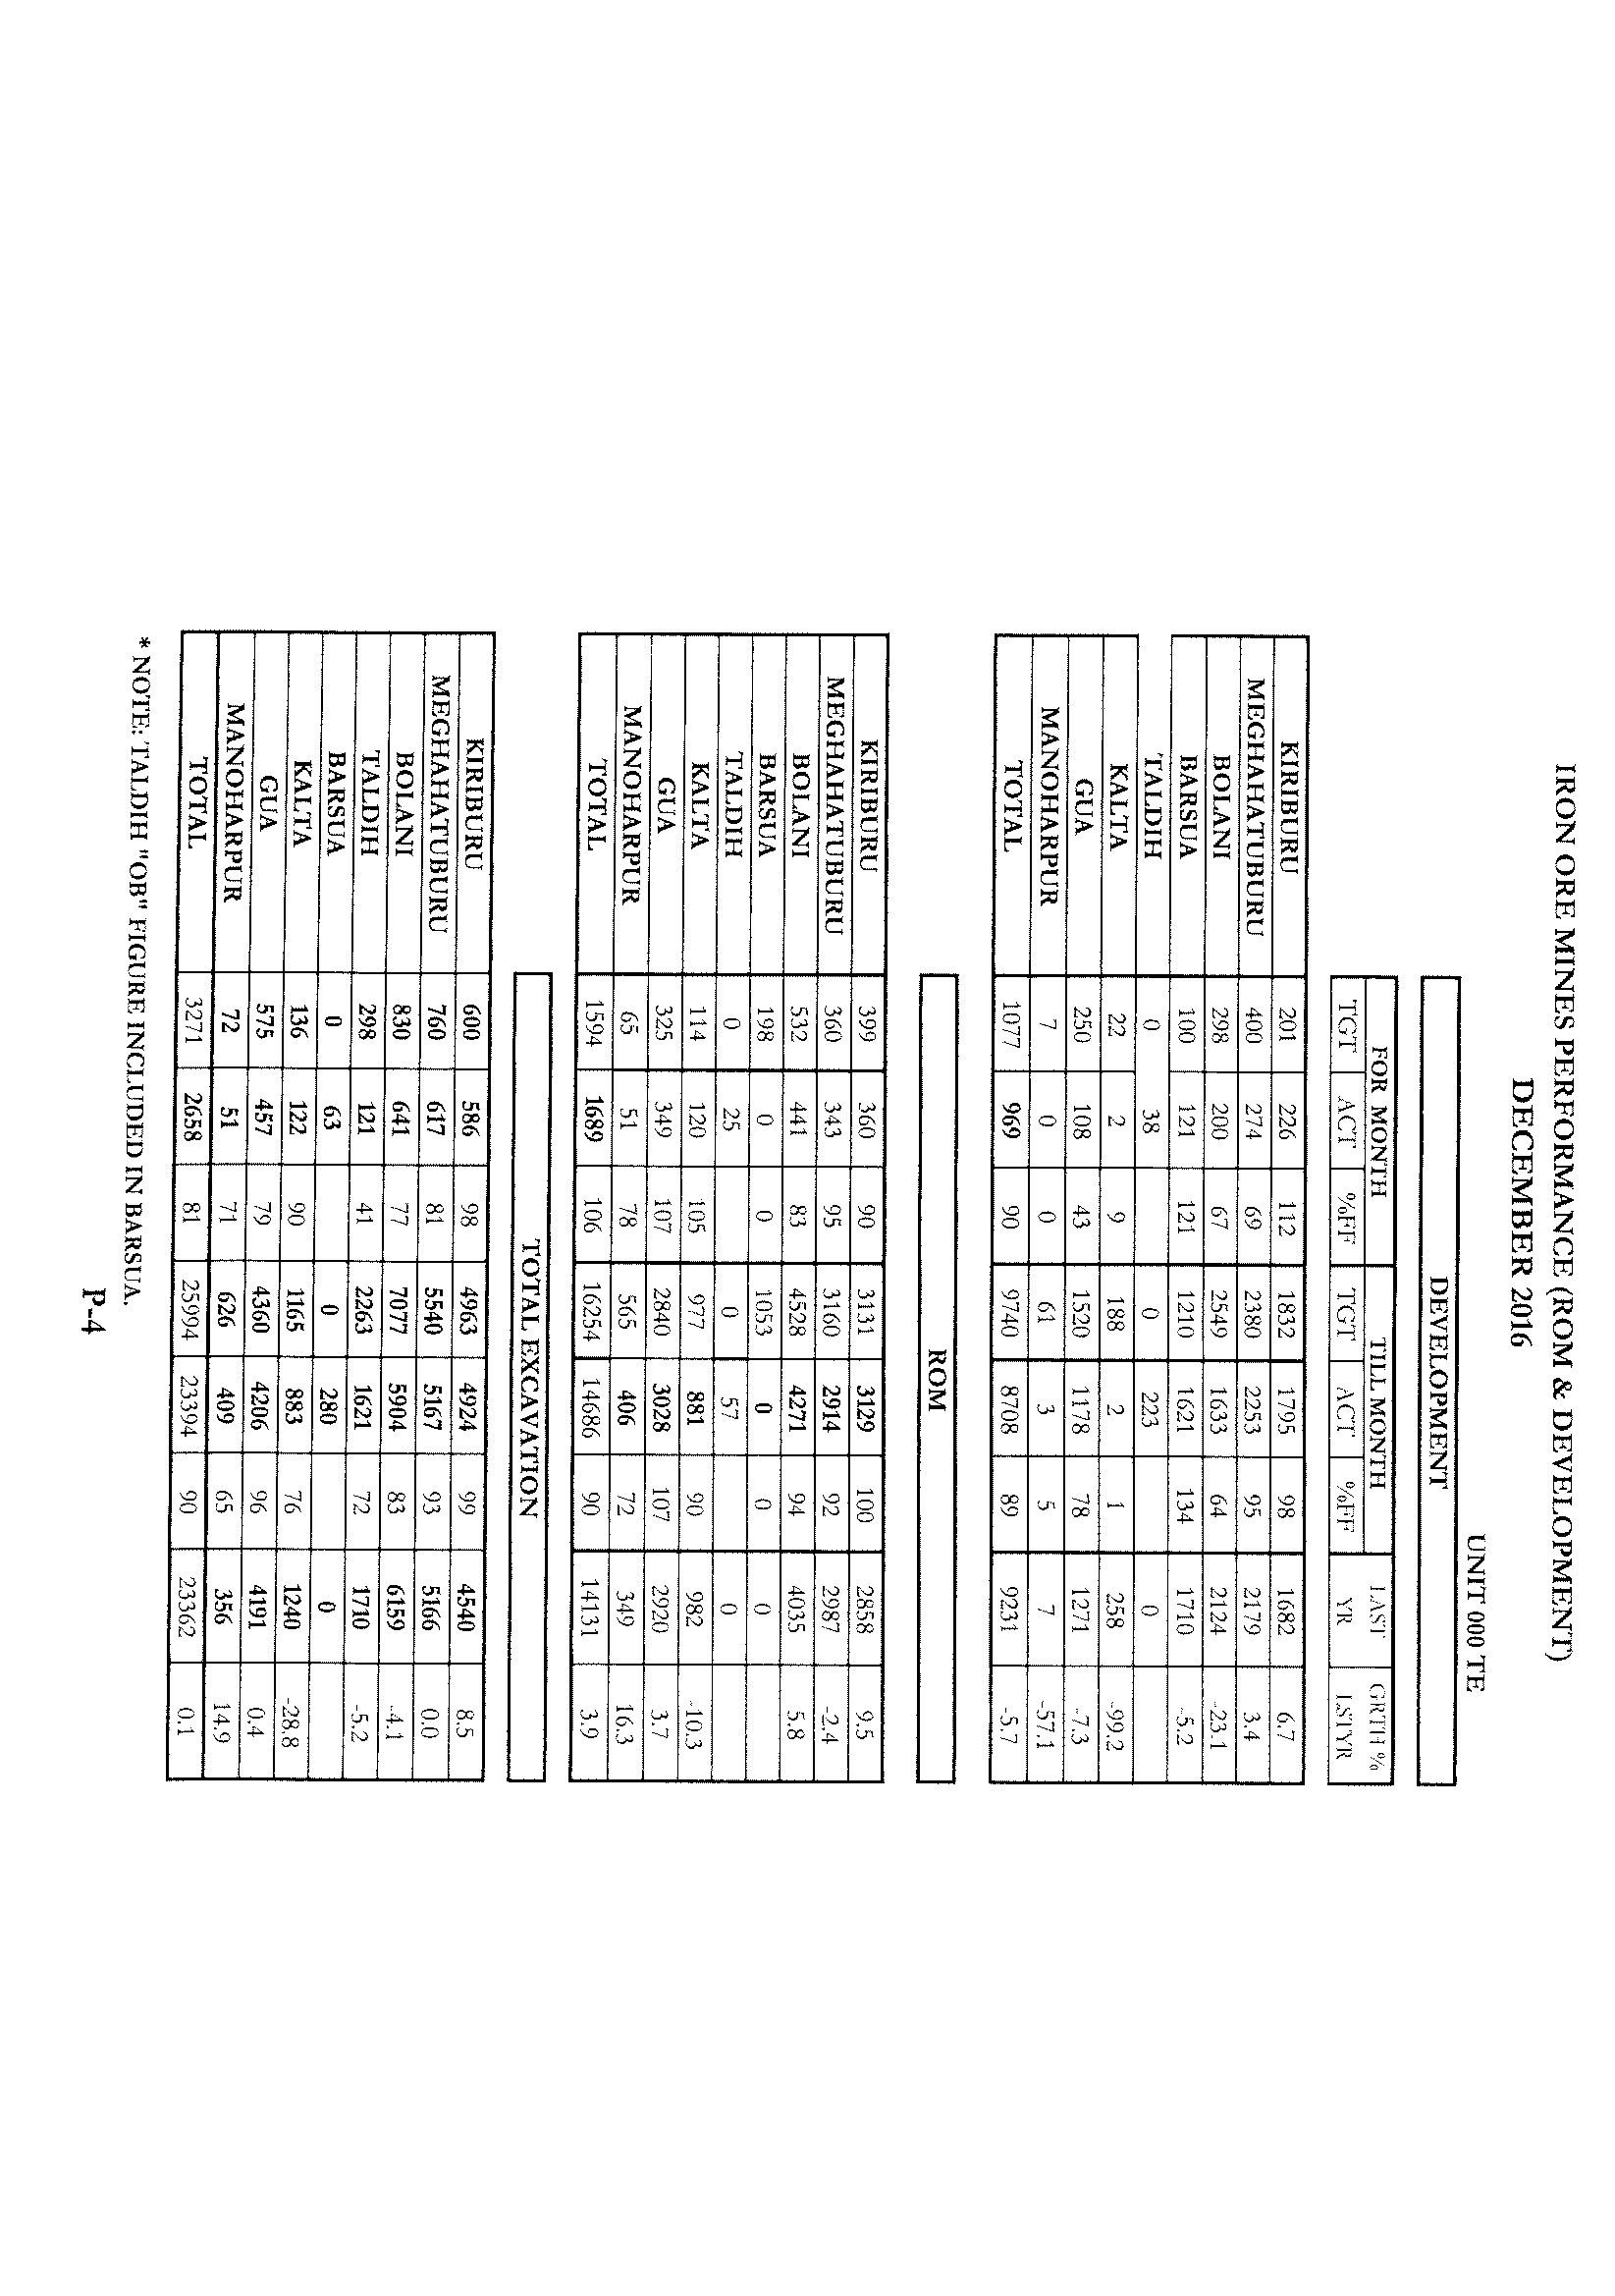 IRON ORE MINES PERFORMANCE (ROM & DEVELOPMENT)
DECEMBER 2016
UNIT 000 TE
DEVELOPMENT
FOR MONTH TILL MONTH LAST YR GRTH % LSTYR
TGT ACT %FF TGT ACT %FF
KIRIBURU 201 226 112 1832 1795 98 1682 6.7
MEGHAHATUBURU 400 274 69 2380 2253 95 2179 3.4
BOLANI 298 200 67 2549 1633 64 2124 -23.1
BARSUA 100 121 121 1210 1621 134 1710 -5.2
TALDIH 0 38 0 223 0
KALTA 22 2 9 188 2 1 258 -99.2
GUA 250 108 43 1520 1178 78 1271 -7.3
MANOHARPUR 7 0 0 61 3 5 7 -57.1
TOTAL 1077 969 90 9740 8708 89 9231 -5.7
ROM
KIRIBURU 399 360 90 3131 3129 100 2858 9.5
MEGHAHATUBURU 360 343 95 3160 2914 92 2987 -2.4
BOLANI 532 441 83 4528 4271 94 4035 5.8
BARSUA 198 0 0 1053 0 0 0
TALDIH 0 25 0 57 0
KALTA 114 120 105 977 881 90 982 -10.3
GUA 325 349 107 2840 3028 107 2920 3.7
MANOHARPUR 65 51 78 565 406 72 349 16.3
TOTAL 1594 1689 106 16254 14686 90 14131 3.9
TOTAL EXCAVATION
KIRIBURU 600 586 98 4963 4924 99 4540 8.5
MEGHAHATUBURU 760 617 81 5540 5167 93 5166 0.0
BOLANI 830 641 77 7077 5904 83 6159 -4.1
TALDIH 298 121 41 2263 1621 72 1710 -5.2
BARSUA 0 63 0 280 0
KALTA 136 122 90 1165 883 76 1240 -28.8
GUA 575 457 79 4360 4206 96 4191 0.4
MANOHARPUR 72 51 71 626 409 65 356 14.9
TOTAL 3271 2658 81 25994 23394 90 23362 0.1
* NOTE: TALDIH "OB" FIGURE INCLUDED IN BARSUA.
P-4